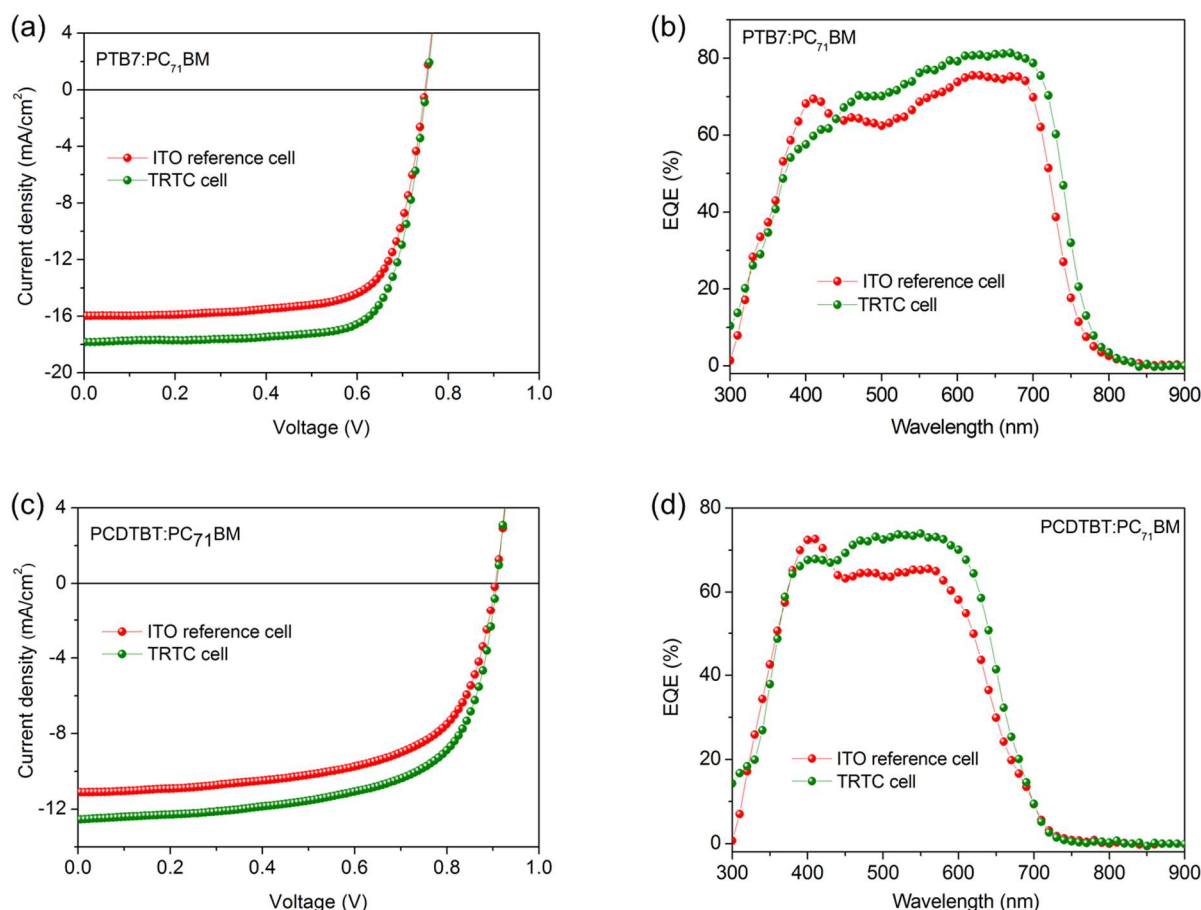 (a)
4
0
-4
-8
-12
-16
-20
Current density (mA/cm²)
PTB7:PC₇₁BM
ITO reference cell
TRTC cell
0.0 0.2 0.4 0.6 0.8 1.0
Voltage (V)
(b)
80
60
40
20
0
EQE (%)
PTB7:PC₇₁BM
ITO reference cell
TRTC cell
300 400 500 600 700 800 900
Wavelength (nm)
(c)
4
0
-4
-8
-12
Current density (mA/cm²)
PCDTBT:PC₇₁BM
ITO reference cell
TRTC cell
0.0 0.2 0.4 0.6 0.8 1.0
Voltage (V)
(d)
80
60
40
20
0
EQE (%)
PCDTBT:PC₇₁BM
ITO reference cell
TRTC cell
300 400 500 600 700 800 900
Wavelength (nm)